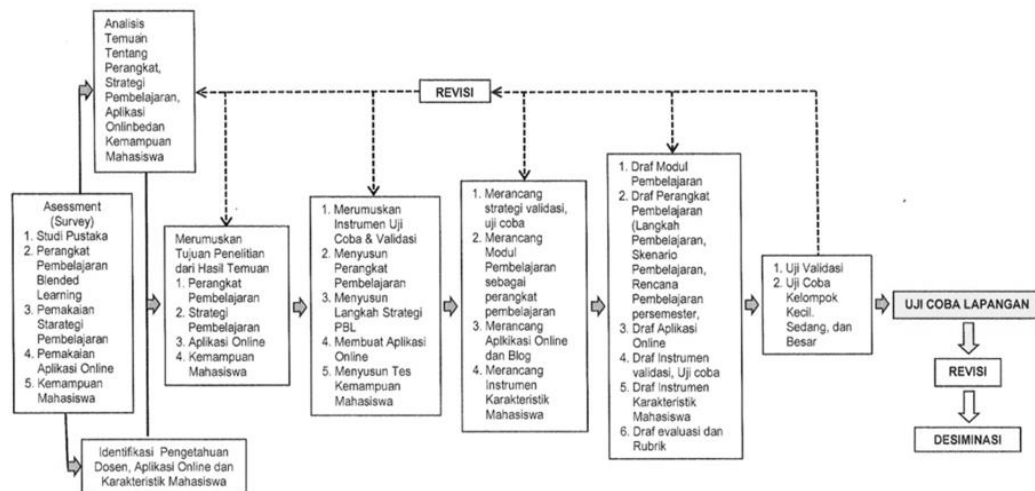 Analisis
Temuan
Tentang
Perangkat,
Strategi
Pembelajaran,
Aplikasi
Onlinbedan
Kemampuan
Mahasiswa
REVISI
Asessment
(Survey)
1. Studi Pustaka
2. Perangkat
Pembelajaran
Blended
Learning
3. Pemakaian
Starategi
Pembelajaran
4. Pemakaian
Aplikasi Online
5. Kemampuan
Mahasiswa
Identifikasi Pengetahuan
Dosen, Aplikasi Online dan
Karakteristik Mahasiswa
Merumuskan
Tujuan Penelitian
dari Hasil Temuan
1. Perangkat
Pembelajaran
2. Strategi
Pembelajaran
3. Aplikasi Online
4. Kemampuan
Mahasiswa
1. Merumuskan
Instrumen Uji
Coba & Validasi
2. Menyusun
Perangkat
Pembelajaran
3. Menyusun
Langkah Strategi
PBL
4. Membuat Aplikasi
Online
5. Menyusun Tes
Kemampuan
Mahasiswa
1. Merancang
strategi validasi,
uji coba
2. Merancang
Modul
Pembelajaran
sebagai
perangkat
pembelajaran
3. Merancang
Aplkikasi Online
dan Blog
4. Merancang
Instrumen
Karakteristik
Mahasiswa
1. Draf Modul
Pembelajaran
2. Draf Perangkat
Pembelajaran
(Langkah
Pembelajaran,
Skenario
Pembelajaran,
Rencana
Pembelajaran
persemester,
3. Draf Aplikasi
Online
4. Draf Instrumen
validasi, Uji coba
5. Draf Instrumen
Karakteristik
Mahasiswa
6. Draf evaluasi dan
Rubrik
1. Uji Validasi
2. Uji Coba
Kelompok
Kecil.
Sedang, dan
Besar
UJI COBA LAPANGAN
REVISI
DESIMINASI